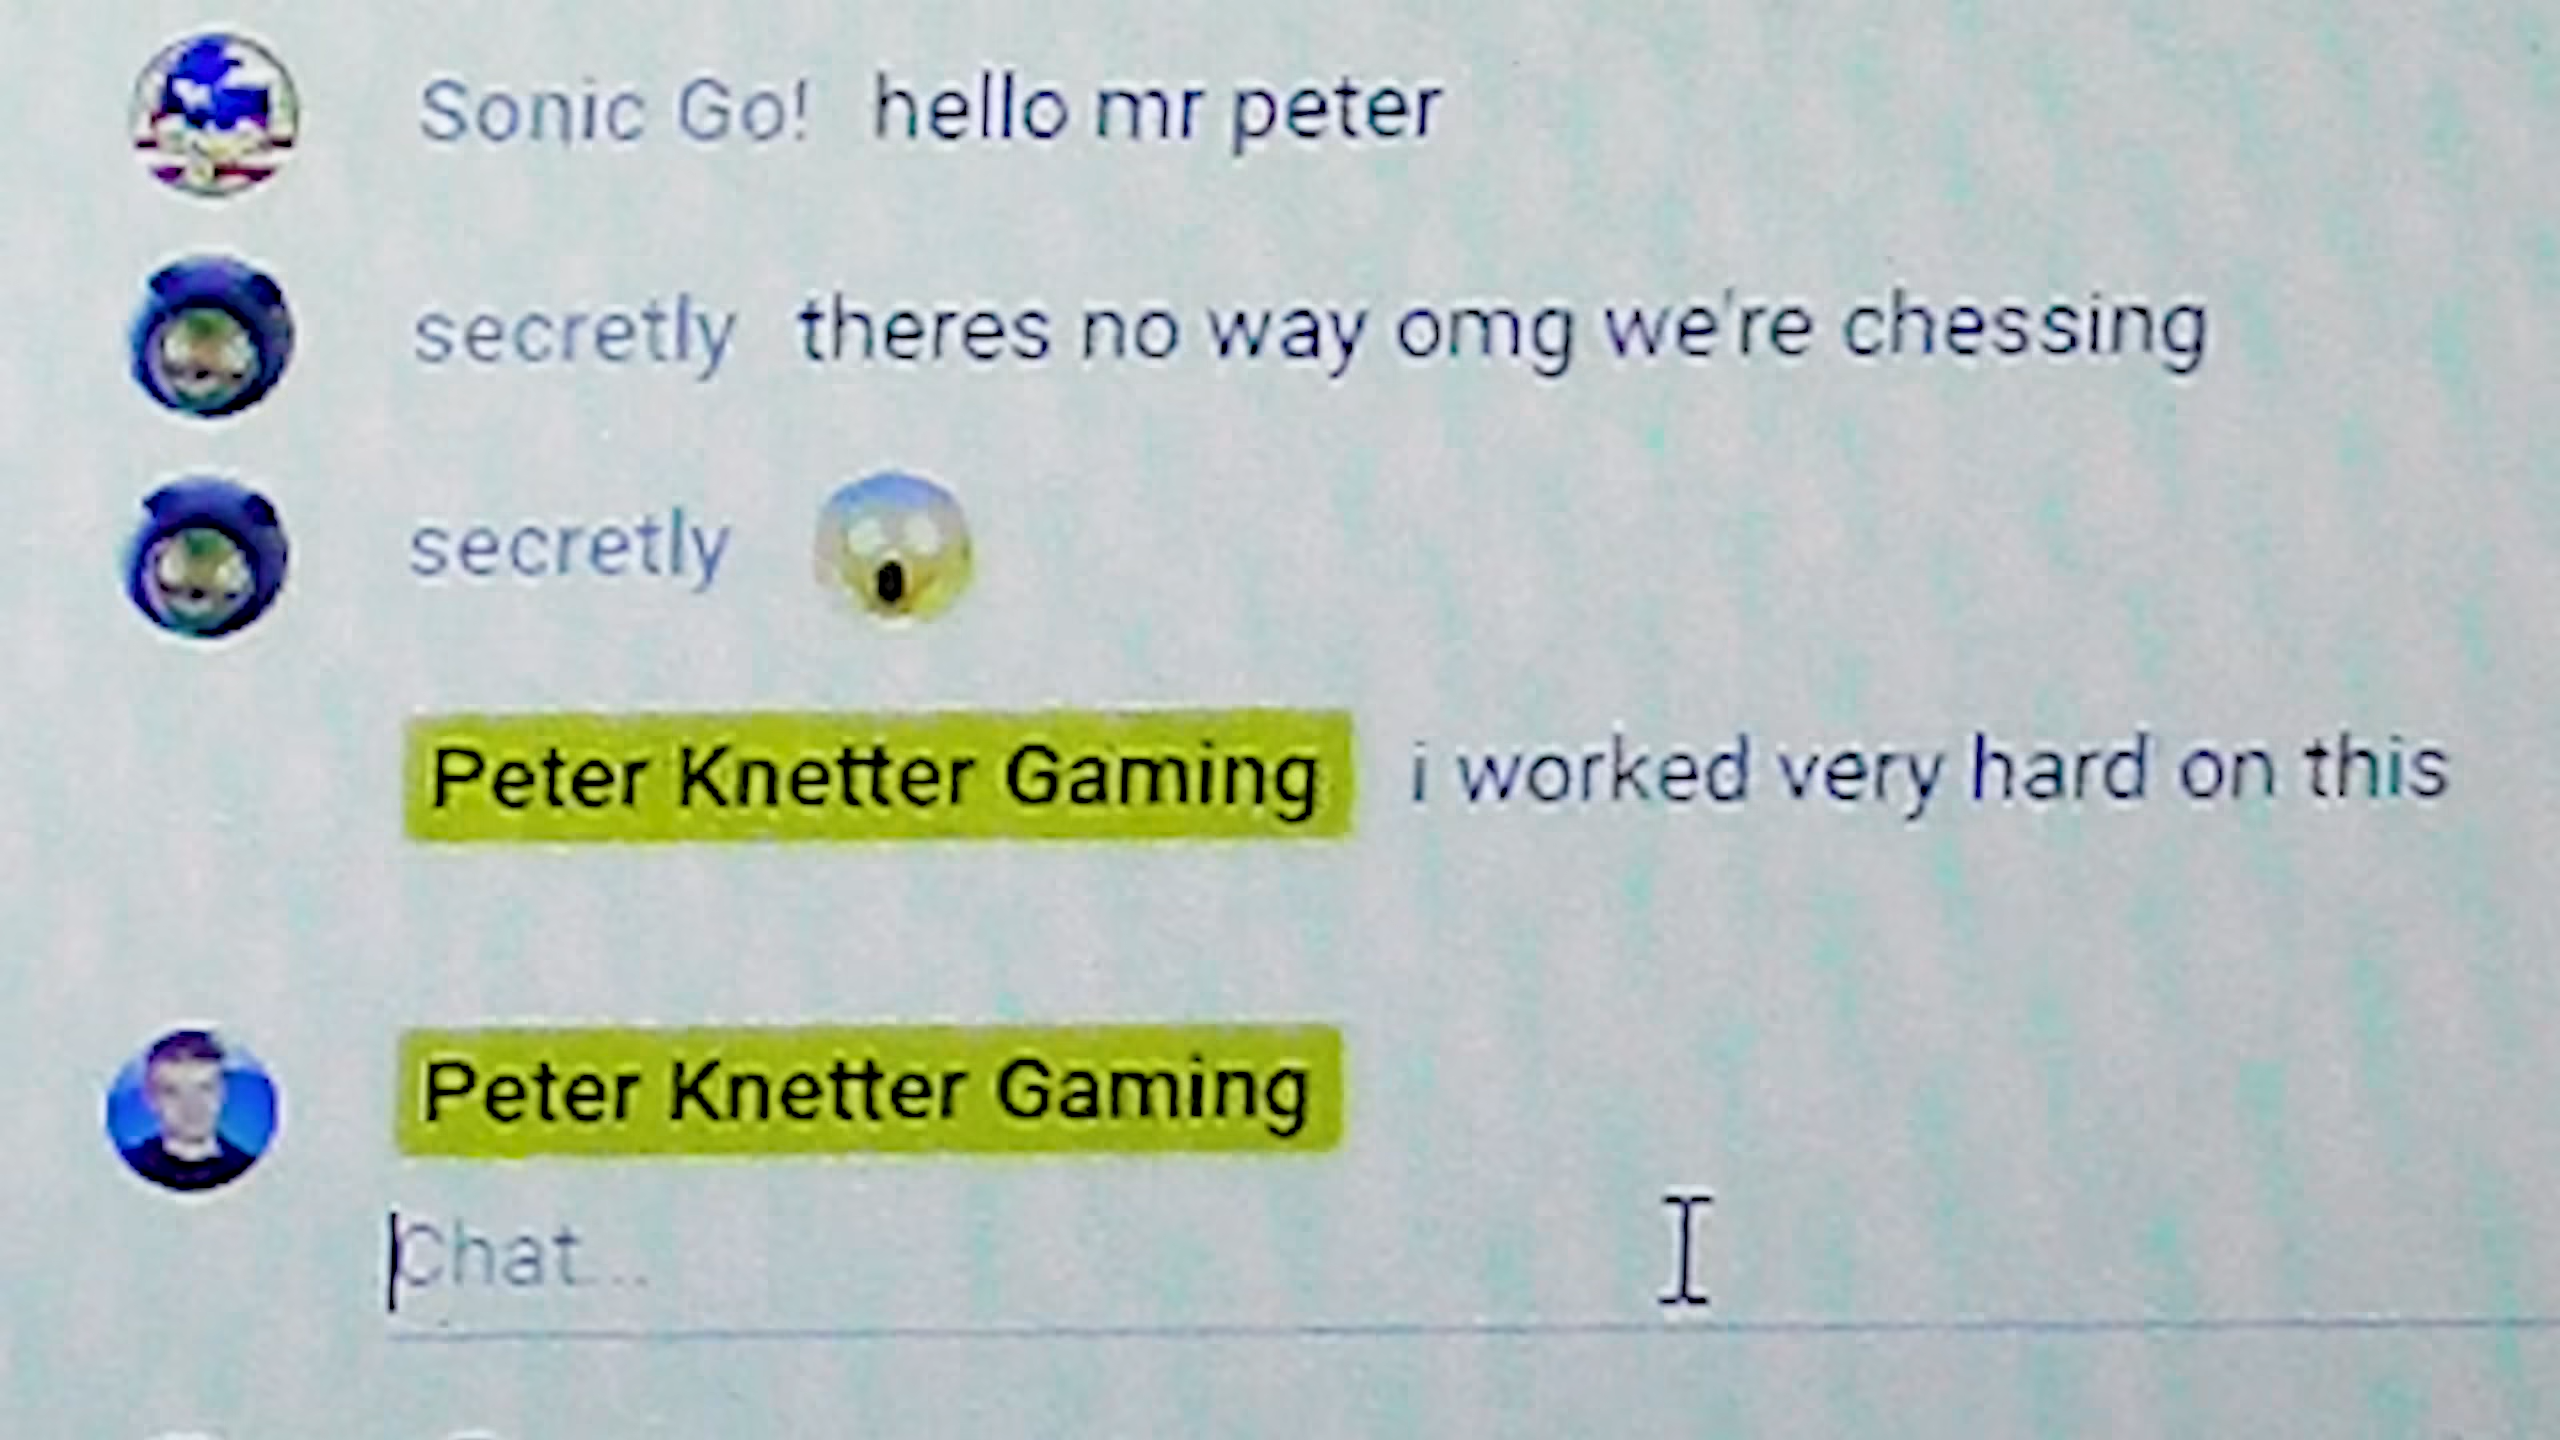 Sonic Go! hello mr peter
secretly theres no way omg we're chessing
secretly 😱
Peter Knetter Gaming i worked very hard on this
Peter Knetter Gaming
Chat...